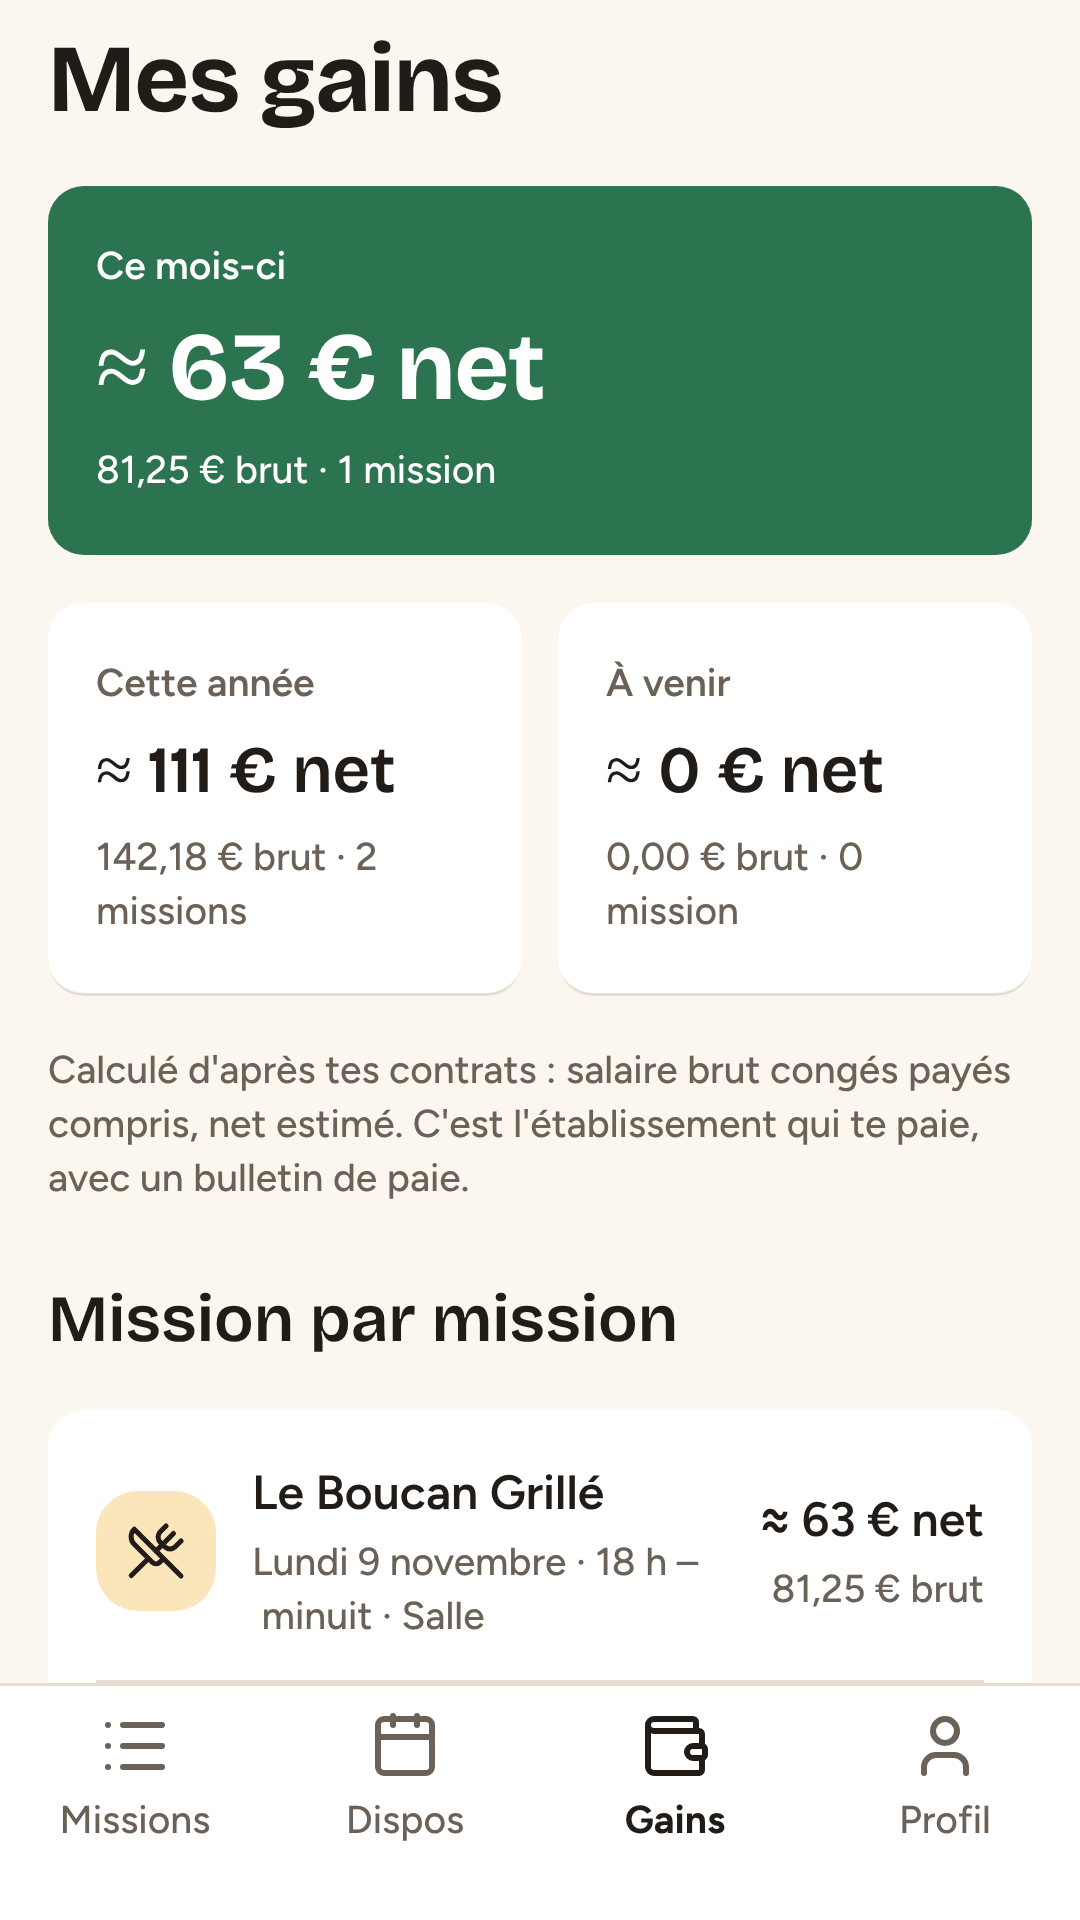 Mes gains
Ce mois-ci
≈ 63 € net
81,25 € brut · 1 mission
Cette année
≈ 111 € net
142,18 € brut · 2
missions
À venir
≈ 0 € net
0,00 € brut · 0
mission
Calculé d'après tes contrats : salaire brut congés payés
compris, net estimé. C'est l'établissement qui te paie,
avec un bulletin de paie.
Mission par mission
Le Boucan Grillé
Lundi 9 novembre · 18 h –
minuit · Salle
≈ 63 € net
81,25 € brut
Missions
Dispos
Gains
Profil